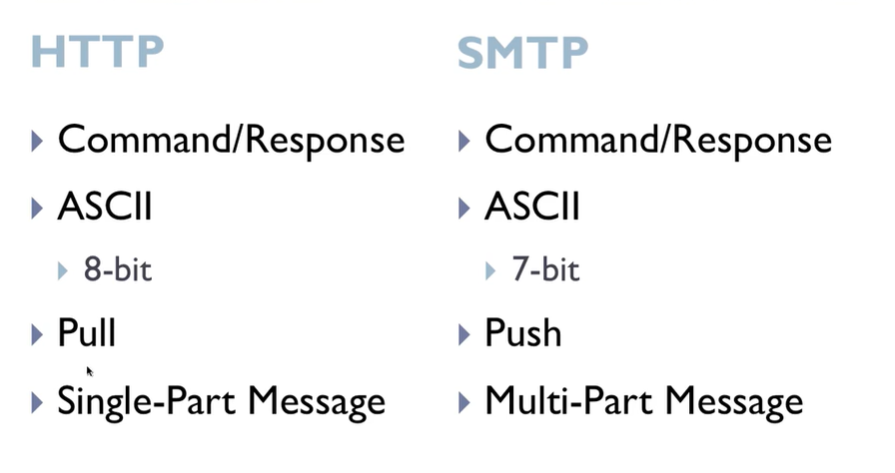 HTTP
Command/Response
ASCII
8-bit
Pull
Single-Part Message
SMTP
Command/Response
ASCII
7-bit
Push
Multi-Part Message